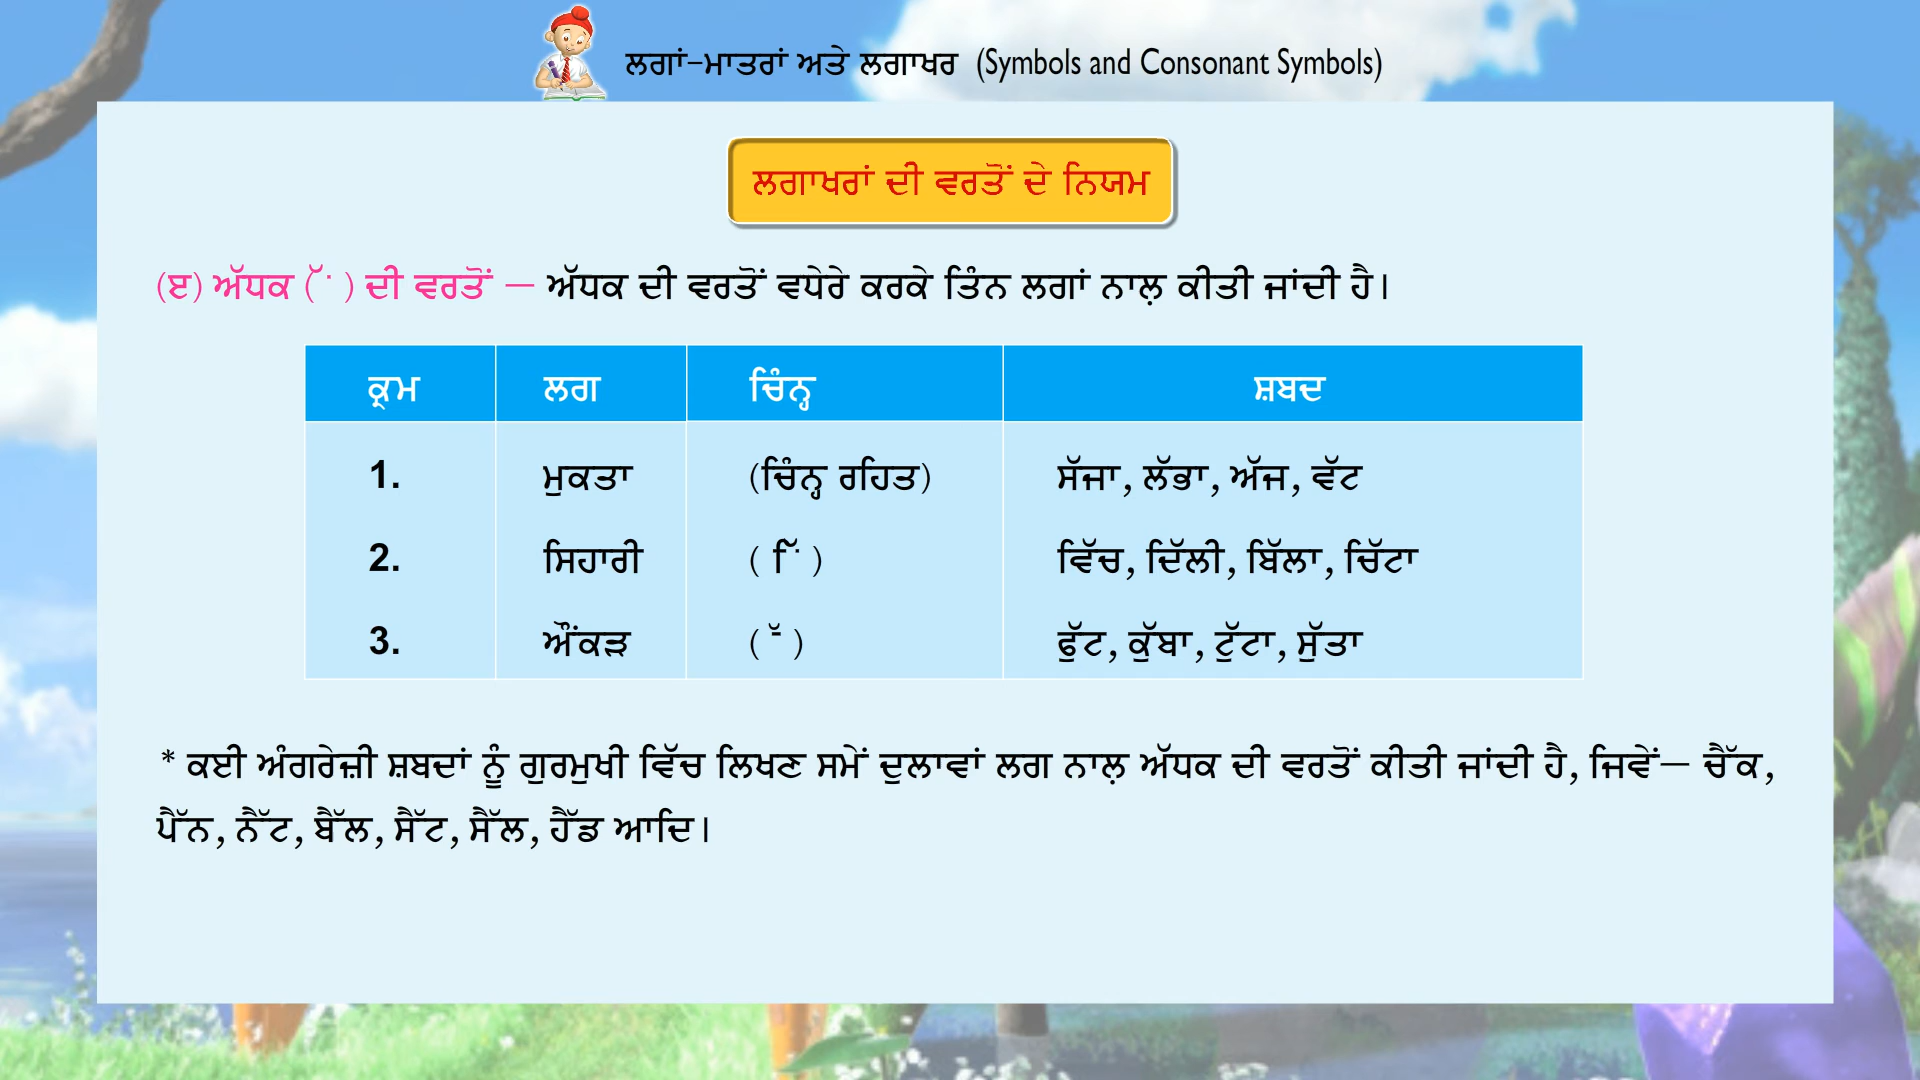 ਲਗਾਂ-ਮਾਤਰਾਂ ਅਤੇ ਲਗਾਖਰ (Symbols and Consonant Symbols)
ਲਗਾਖਰਾਂ ਦੀ ਵਰਤੋਂ ਦੇ ਨਿਯਮ
(ੲ) ਅੱਧਕ ( ੱ ) ਦੀ ਵਰਤੋਂ — ਅੱਧਕ ਦੀ ਵਰਤੋਂ ਵਧੇਰੇ ਕਰਕੇ ਤਿੰਨ ਲਗਾਂ ਨਾਲ਼ ਕੀਤੀ ਜਾਂਦੀ ਹੈ।
ਕ੍ਰਮ ਲਗ ਚਿੰਨ੍ਹ ਸ਼ਬਦ
1. ਮੁਕਤਾ (ਚਿੰਨ੍ਹ ਰਹਿਤ) ਸੱਜਾ, ਲੱਭਾ, ਅੱਜ, ਵੱਟ
2. ਸਿਹਾਰੀ ( ਿੱ ) ਵਿੱਚ, ਦਿੱਲੀ, ਬਿੱਲਾ, ਚਿੱਟਾ
3. ਔਂਕੜ ( ੁੱ ) ਫੁੱਟ, ਕੁੱਬਾ, ਟੁੱਟਾ, ਸੁੱਤਾ
* ਕਈ ਅੰਗਰੇਜ਼ੀ ਸ਼ਬਦਾਂ ਨੂੰ ਗੁਰਮੁਖੀ ਵਿੱਚ ਲਿਖਣ ਸਮੇਂ ਦੁਲਾਵਾਂ ਲਗ ਨਾਲ਼ ਅੱਧਕ ਦੀ ਵਰਤੋਂ ਕੀਤੀ ਜਾਂਦੀ ਹੈ, ਜਿਵੇਂ— ਚੈੱਕ,
ਪੈੱਨ, ਨੈੱਟ, ਬੈੱਲ, ਸੈੱਟ, ਸੈੱਲ, ਹੈੱਡ ਆਦਿ।